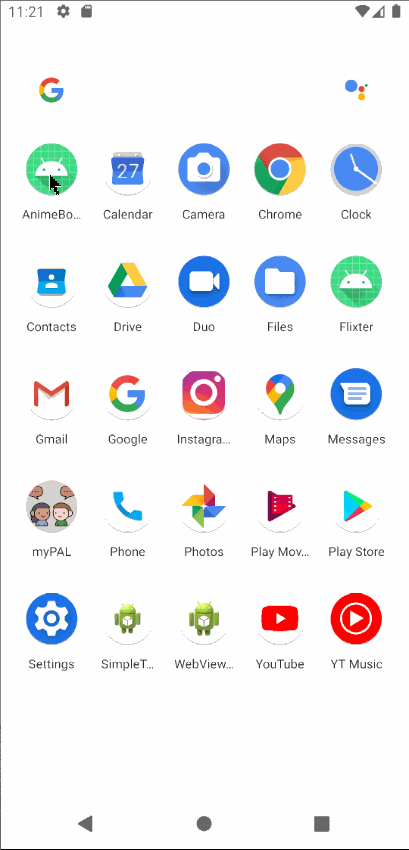 11:21
AnimeBo... Calendar Camera Chrome Clock
27
Contacts Drive Duo Files Flixter
Gmail Google Instagra... Maps Messages
myPAL Phone Photos Play Mov... Play Store
Settings SimpleT... WebView... YouTube YT Music